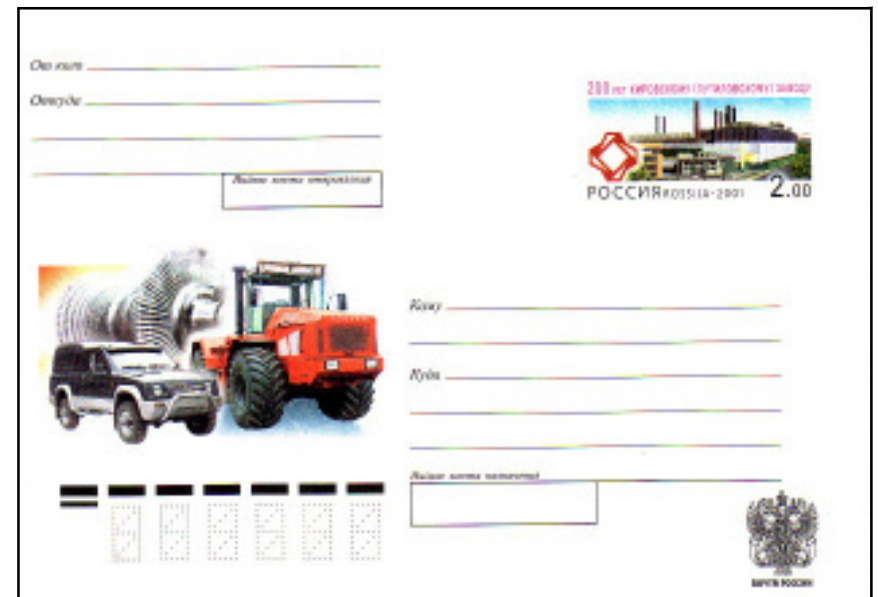 От кого
Откуда
Индекс места отправления
200 лет КИРОВСКОМУ (ПУТИЛОВСКОМУ) ЗАВОДУ
РОССИЯ ROSSIJA·2001 2.00
Кому
Куда
Индекс места назначения
ПОЧТА РОССИИ